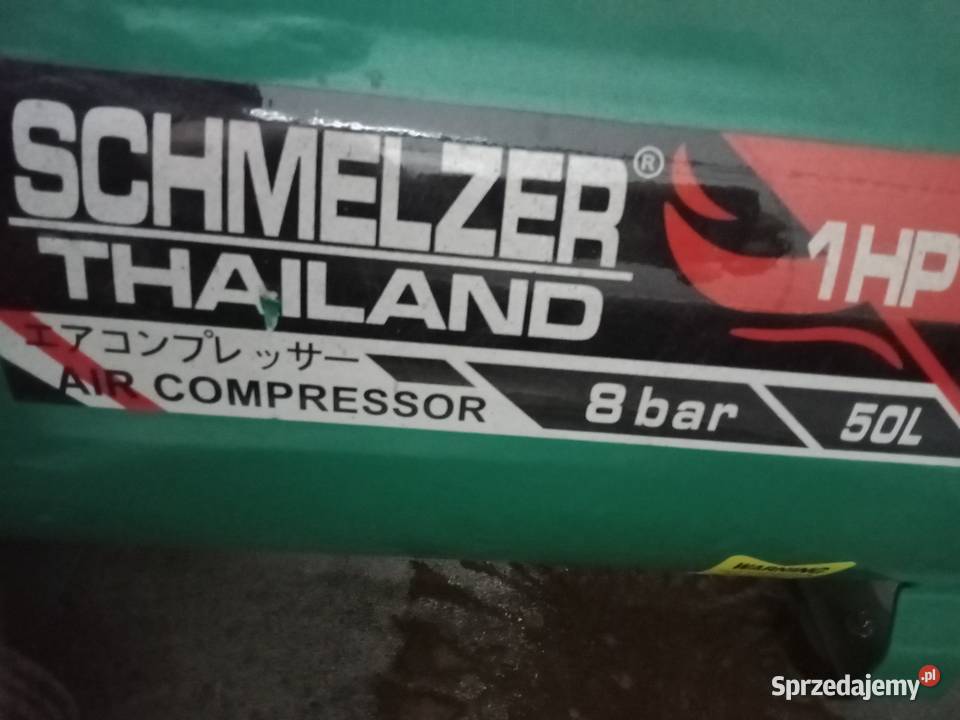 SCHMELZER®
THAILAND
1HP
エアコンプレッサー
AIR COMPRESSOR
8 bar
50L
WARNING
Sprzedajemy.pl